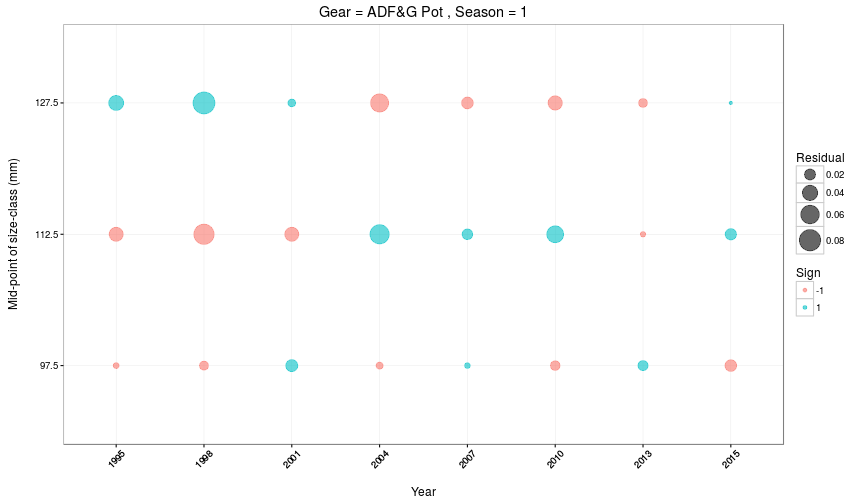 Gear = ADF&G Pot , Season = 1
Mid-point of size-class (mm)
127.5
112.5
97.5
1995 1998 2001 2004 2007 2010 2013 2015
Year
Residual
0.02
0.04
0.06
0.08
Sign
-1
1